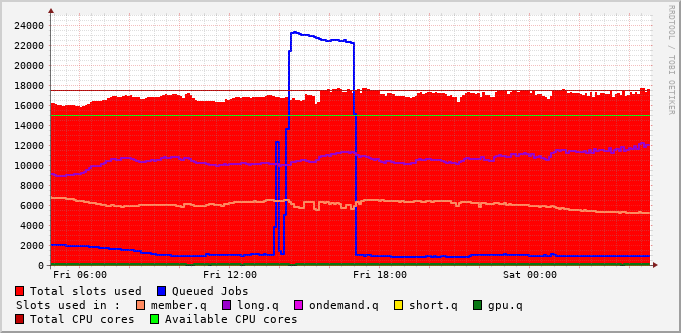 24000
22000
20000
18000
16000
14000
12000
10000
8000
6000
4000
2000
0
Fri 06:00 Fri 12:00 Fri 18:00 Sat 00:00
Total slots used Queued Jobs
Slots used in : member.q long.q ondemand.q short.q gpu.q
Total CPU cores Available CPU cores
RRDTOOL / TOBI OETIKER